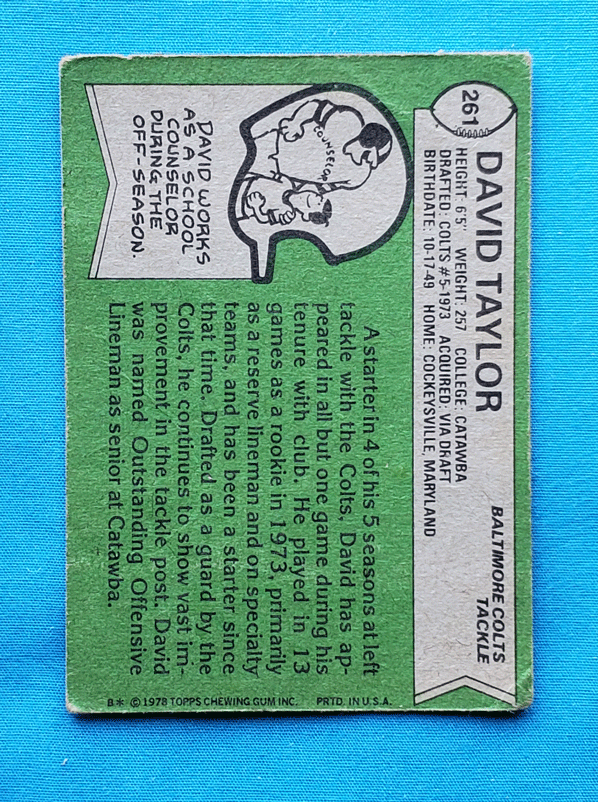 261
DAVID TAYLOR
BALTIMORE COLTS
TACKLE
HEIGHT: 6'5" WEIGHT: 257 COLLEGE: CATAWBA
DRAFTED: COLTS #5-1973 ACQUIRED: VIA DRAFT
BIRTHDATE: 10-17-49 HOME: COCKEYSVILLE, MARYLAND
COUNSELOR
DAVID WORKS
AS A SCHOOL
COUNSELOR
DURING THE
OFF-SEASON.
A starter in 4 of his 5 seasons at left
tackle with the Colts, David has ap-
peared in all but one game during his
tenure with club. He played in 13
games as a rookie in 1973, primarily
as a reserve lineman and on specialty
teams, and has been a starter since
that time. Drafted as a guard by the
Colts, he continues to show vast im-
provement in the tackle post. David
was named Outstanding Offensive
Lineman as senior at Catawba.
B* © 1978 TOPPS CHEWING GUM INC. PRTD. IN U.S.A.